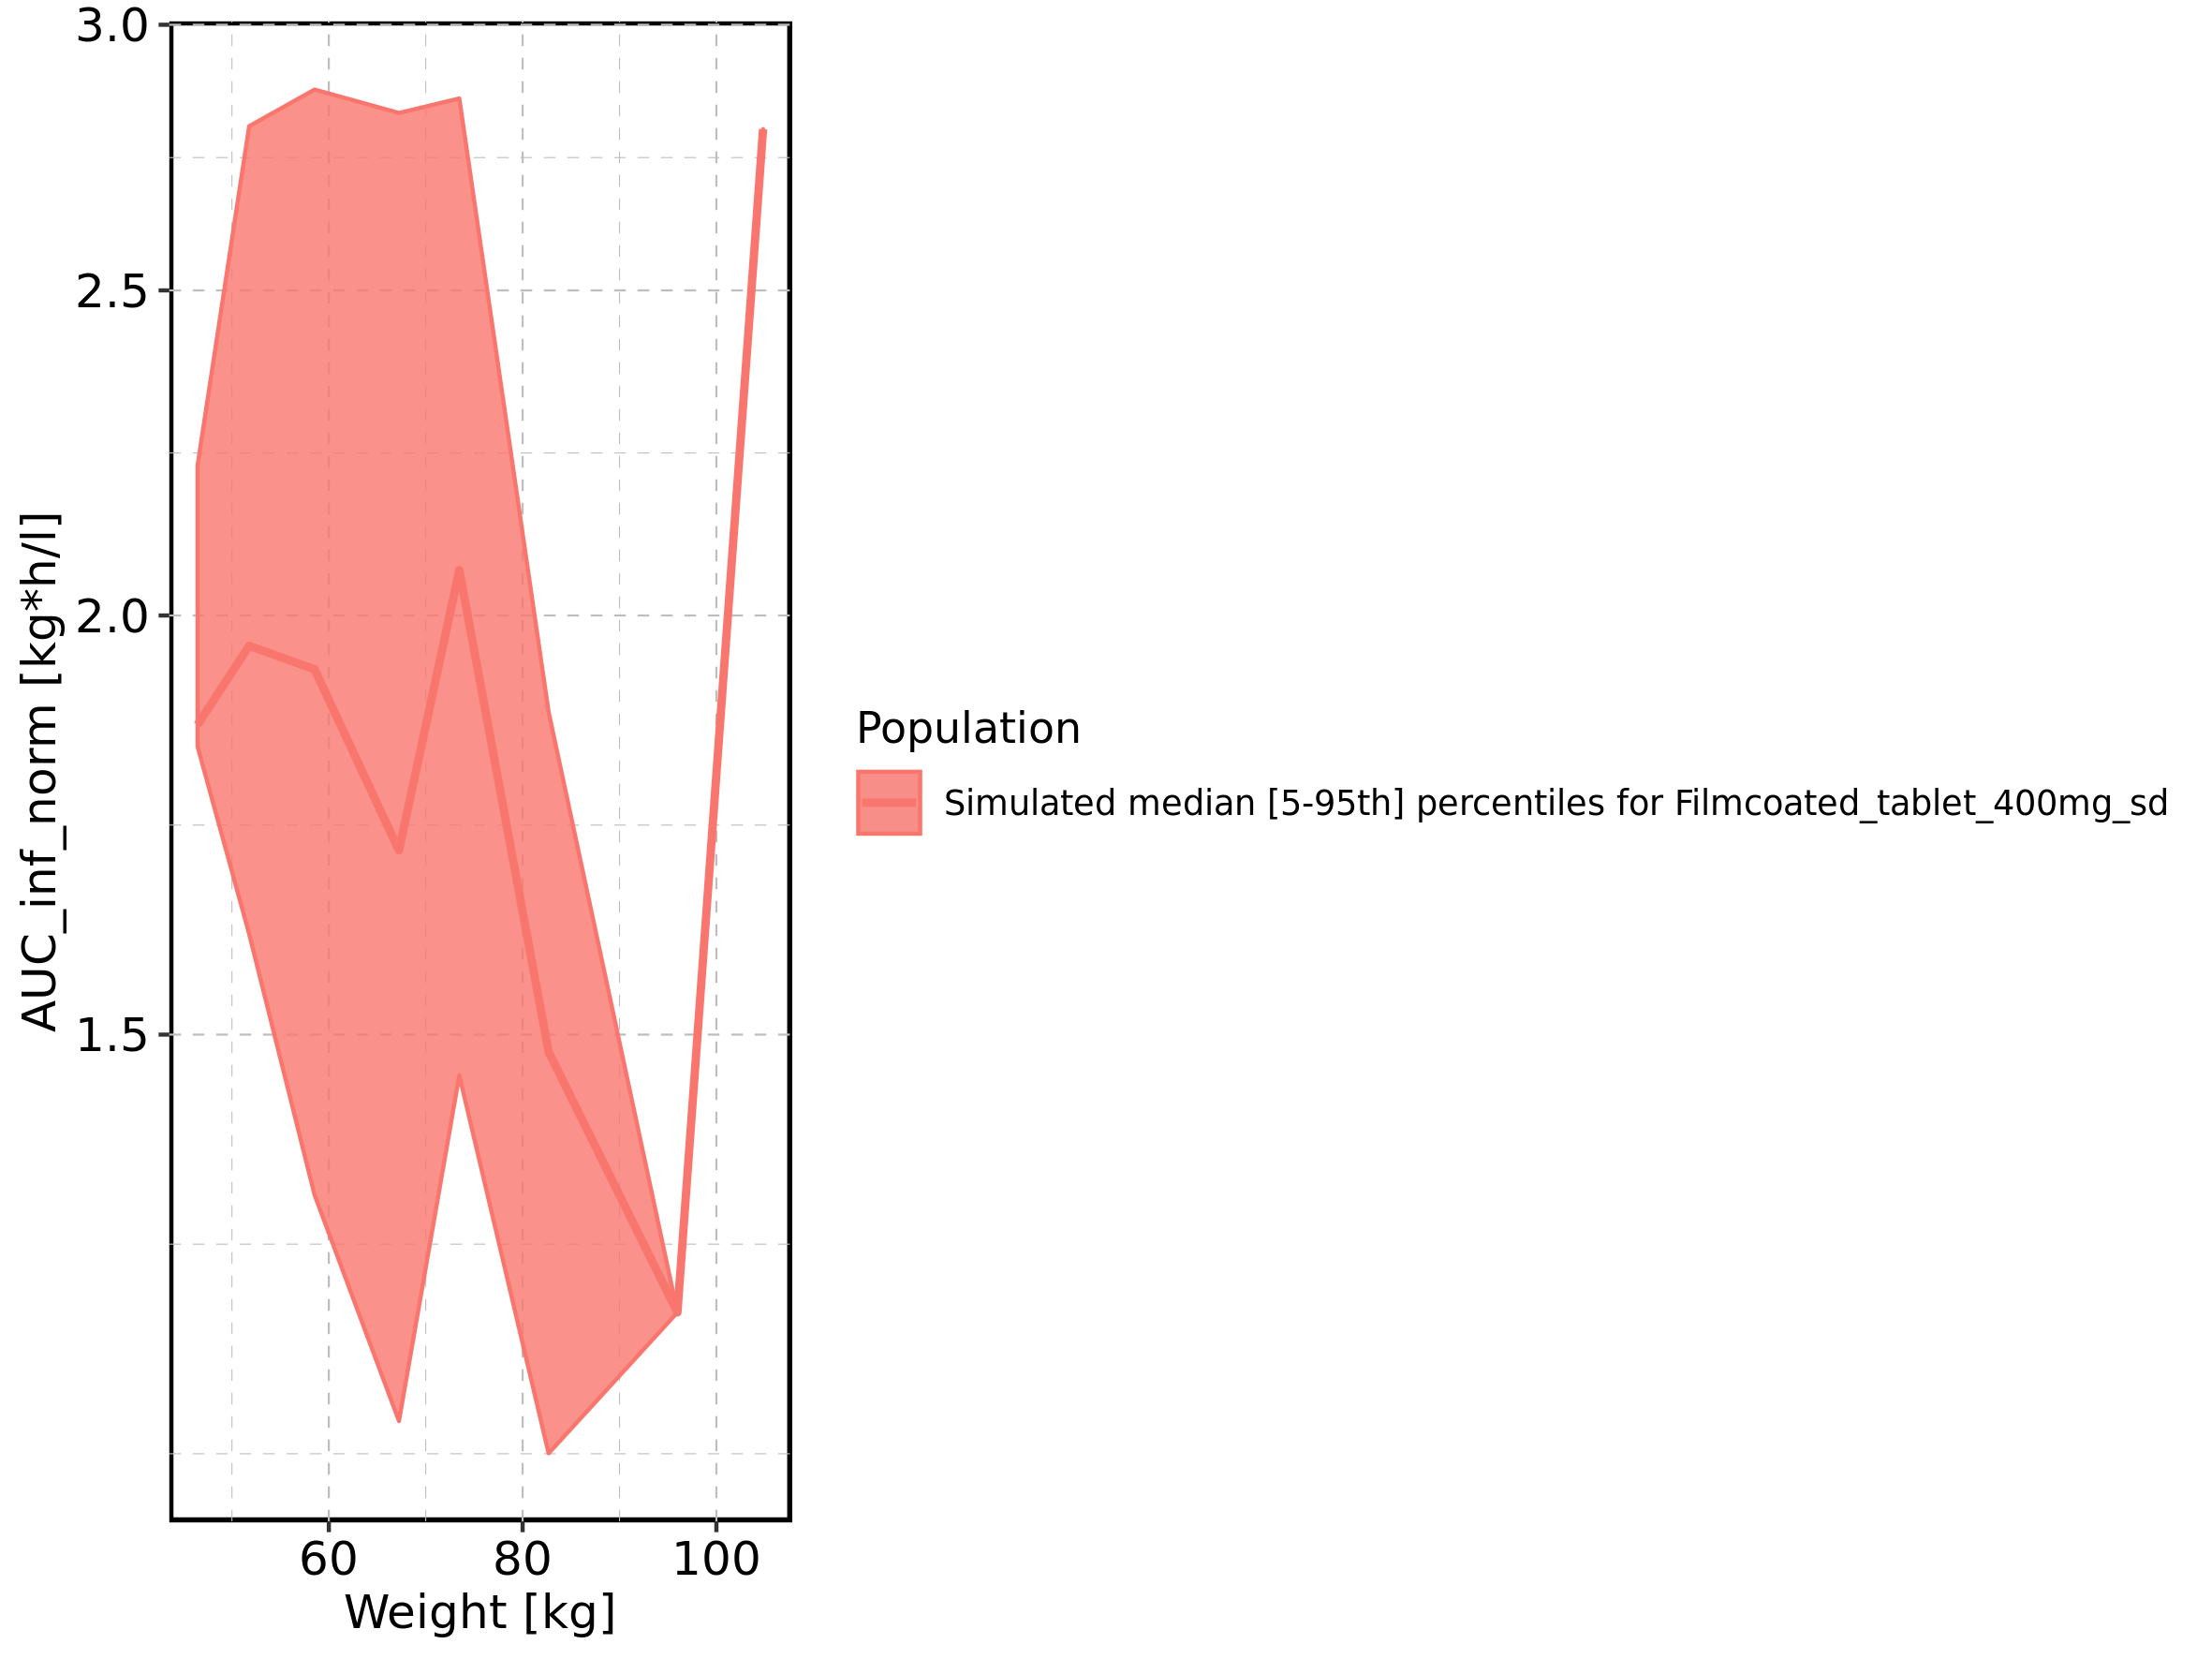 3.0
2.5
2.0
1.5
AUC_inf_norm [kg*h/l]
60 80 100
Weight [kg]
Population
Simulated median [5-95th] percentiles for Filmcoated_tablet_400mg_sd